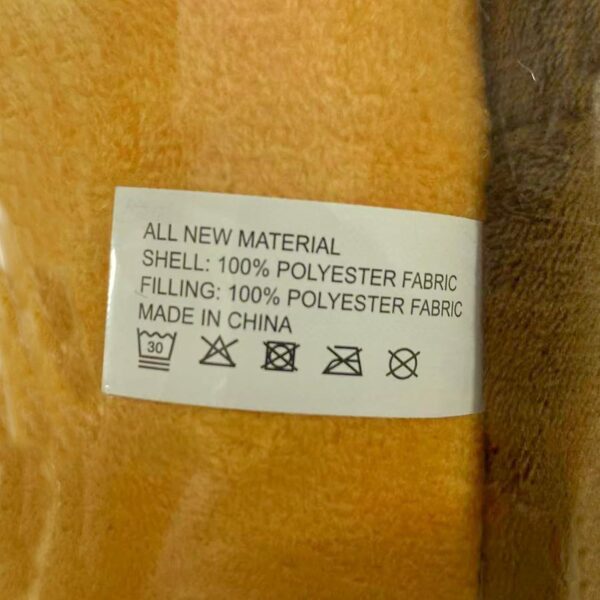 ALL NEW MATERIAL
SHELL: 100% POLYESTER FABRIC
FILLING: 100% POLYESTER FABRIC
MADE IN CHINA
30